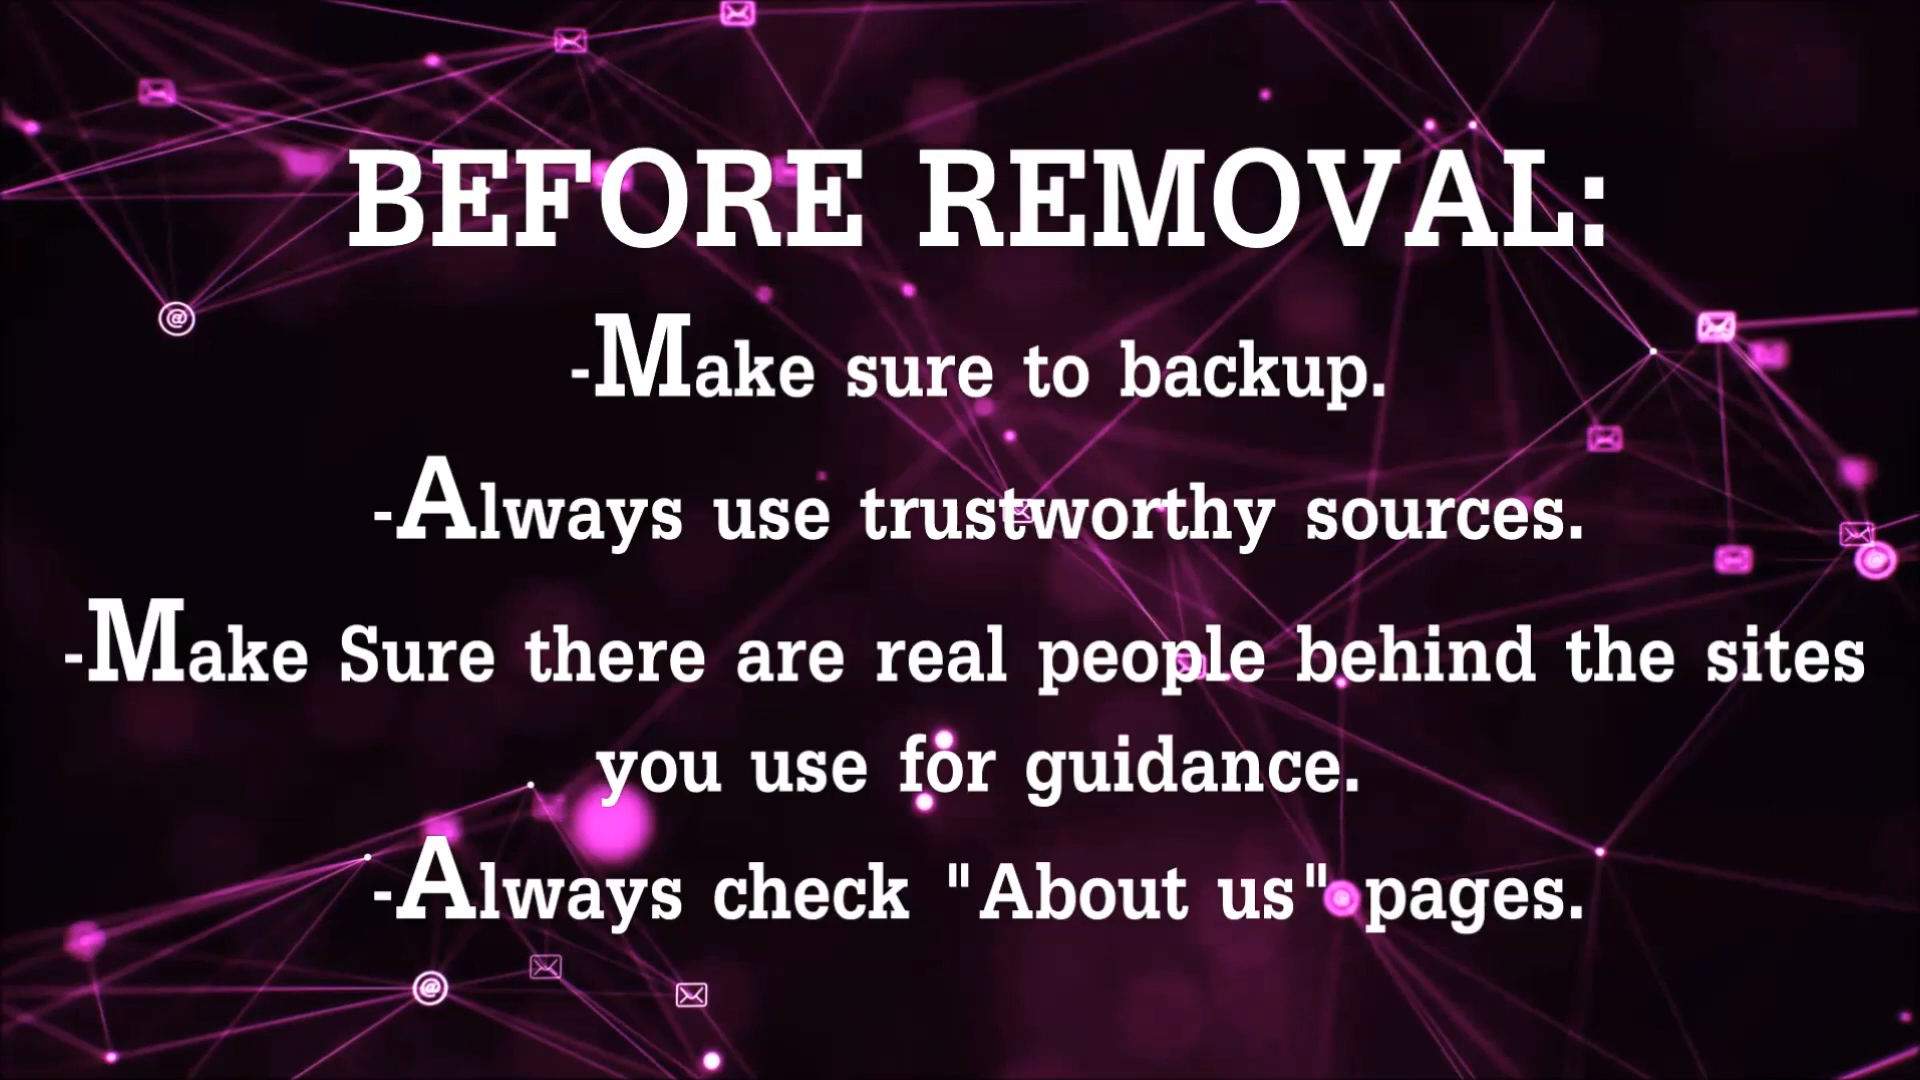 BEFORE REMOVAL:
-Make sure to backup.
-Always use trustworthy sources.
-Make Sure there are real people behind the sites
you use for guidance.
-Always check "About us" pages.